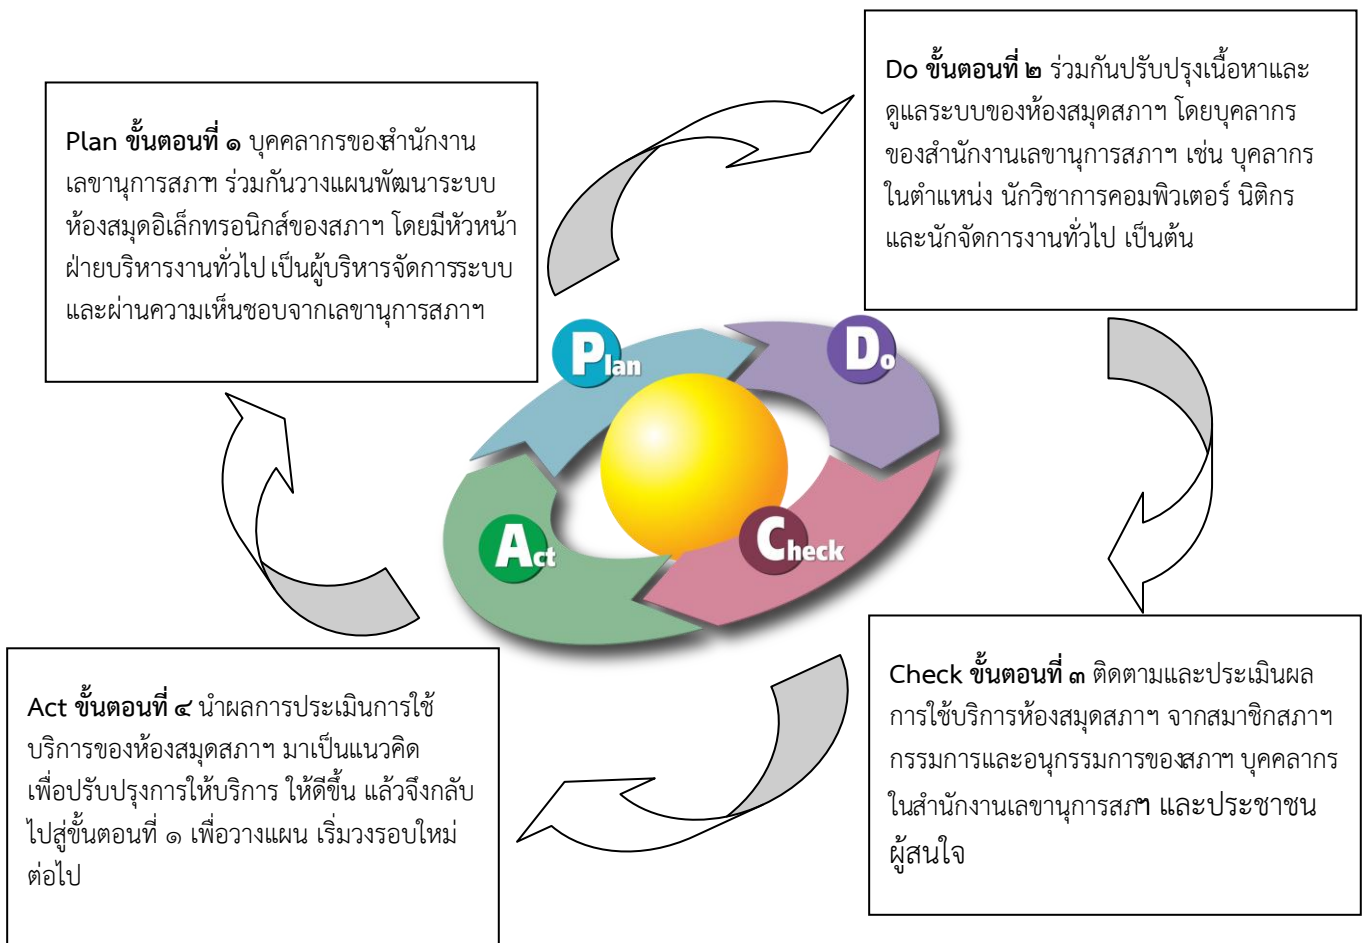 Plan ขั้นตอนที่ ๑ บุคคลากรของสำนักงาน
เลขานุการสภาฯ ร่วมกันวางแผนพัฒนาระบบ
ห้องสมุดอิเล็กทรอนิกส์ของสภาฯ โดยมีหัวหน้า
ฝ่ายบริหารงานทั่วไป เป็นผู้บริหารจัดการระบบ
และผ่านความเห็นชอบจากเลขานุการสภาฯ
Do ขั้นตอนที่ ๒ ร่วมกันปรับปรุงเนื้อหาและ
ดูแลระบบของห้องสมุดสภาฯ โดยบุคลากร
ของสำนักงานเลขานุการสภาฯ เช่น บุคลากร
ในตำแหน่ง นักวิชาการคอมพิวเตอร์ นิติกร
และนักจัดการงานทั่วไป เป็นต้น
Plan
Do
Act
Check
Check ขั้นตอนที่ ๓ ติดตามและประเมินผล
การใช้บริการห้องสมุดสภาฯ จากสมาชิกสภาฯ
กรรมการและอนุกรรมการของสภาฯ บุคคลากร
ในสำนักงานเลขานุการสภาฯ และประชาชน
ผู้สนใจ
Act ขั้นตอนที่ ๔ นำผลการประเมินการใช้
บริการของห้องสมุดสภาฯ มาเป็นแนวคิด
เพื่อปรับปรุงการให้บริการ ให้ดีขึ้น แล้วจึงกลับ
ไปสู่ขั้นตอนที่ ๑ เพื่อวางแผน เริ่มวงรอบใหม่
ต่อไป